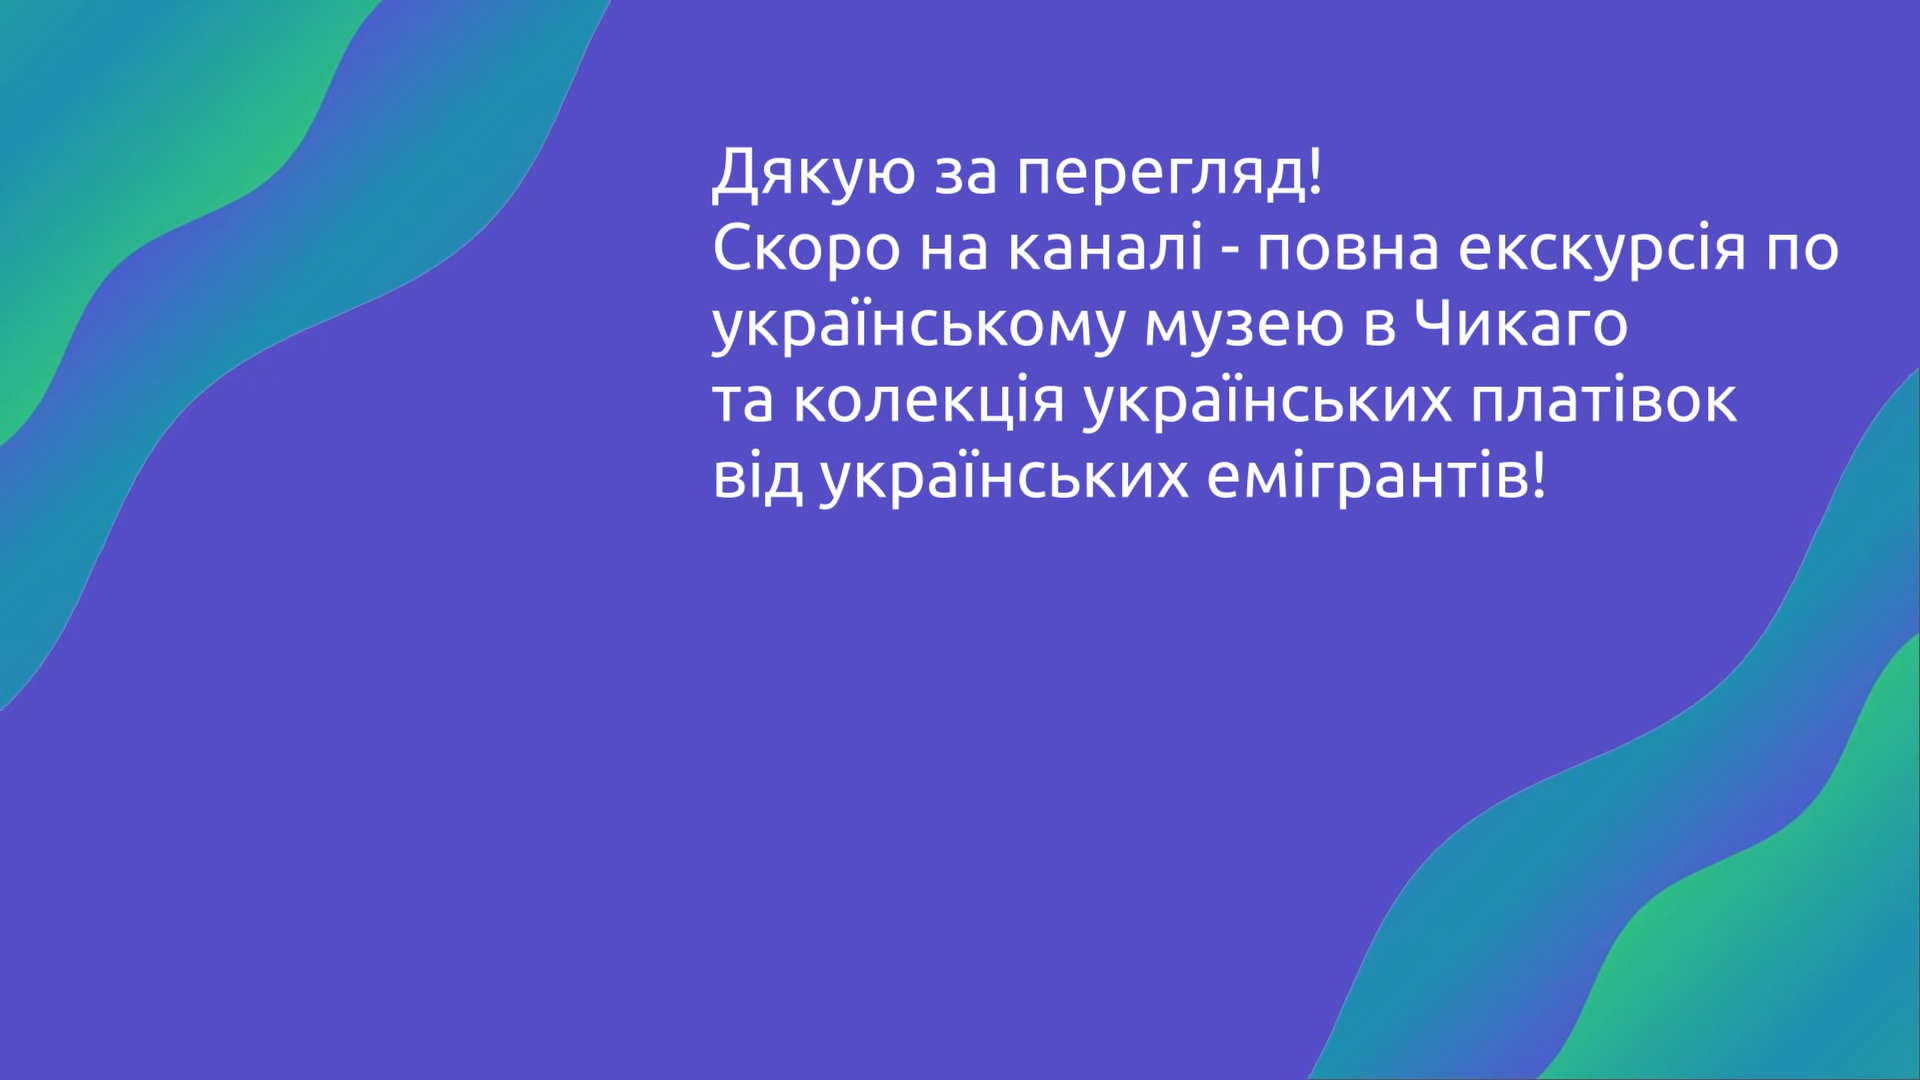 Дякую за перегляд!
Скоро на каналі - повна екскурсія по
українському музею в Чикаго
та колекція українських платівок
від українських емігрантів!